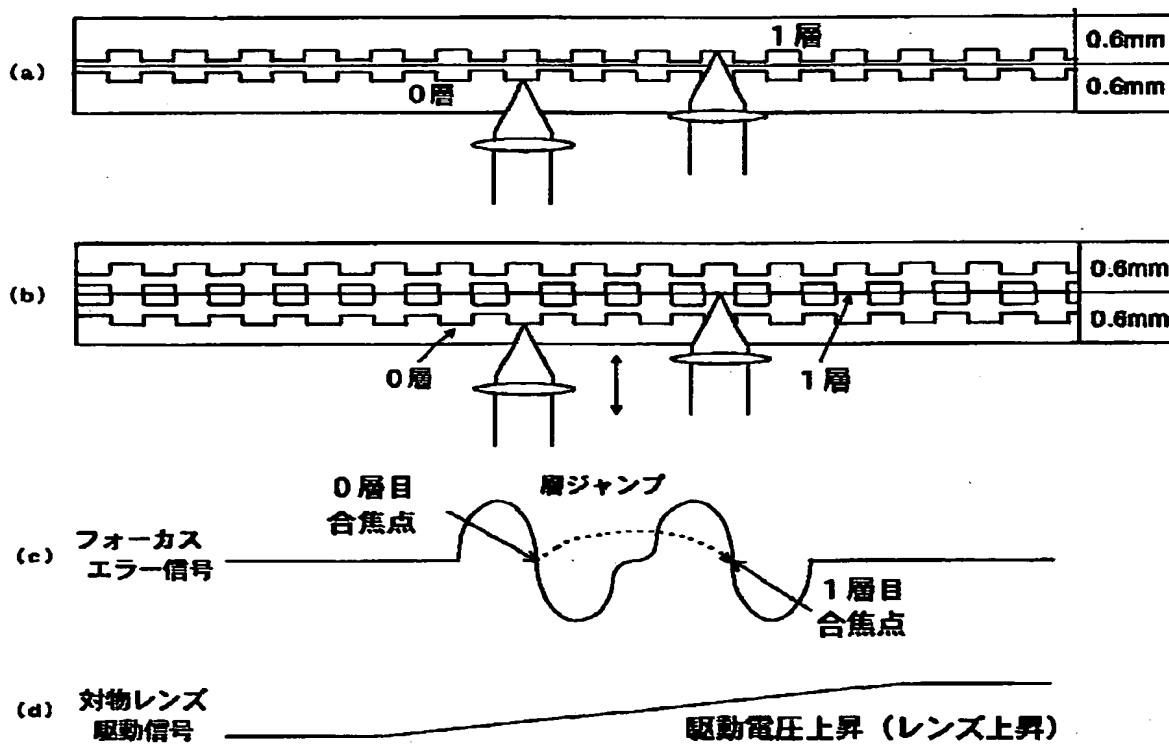 (a)
1層
0層
0.6mm
0.6mm
(b)
0層
1層
0.6mm
0.6mm
(c)
フォーカス
エラー信号
0層目
合焦点
層ジャンプ
1層目
合焦点
(d)
対物レンズ
駆動信号
駆動電圧上昇（レンズ上昇）